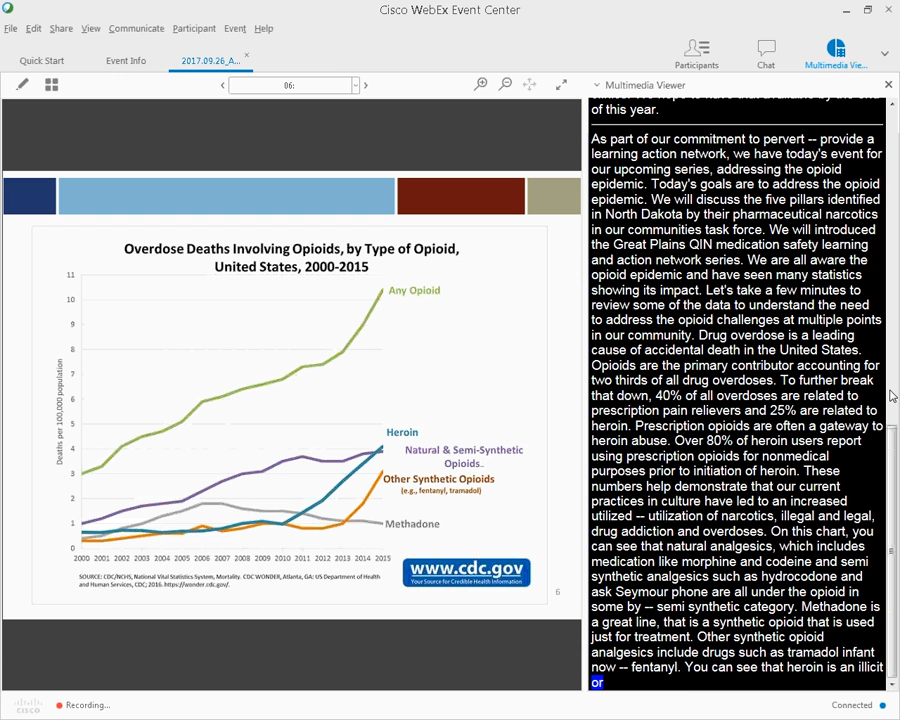 Cisco WebEx Event Center
File Edit Share View Communicate Participant Event Help
Quick Start Event Info 2017.09.26_A...
Participants Chat Multimedia Vie...
06:
Multimedia Viewer
of this year.
As part of our commitment to pervert -- provide a
learning action network, we have today's event for
our upcoming series, addressing the opioid
epidemic. Today's goals are to address the opioid
epidemic. We will discuss the five pillars identified
in North Dakota by their pharmaceutical narcotics
in our communities task force. We will introduced
the Great Plains QIN medication safety learning
and action network series. We are all aware the
opioid epidemic and have seen many statistics
showing its impact. Let's take a few minutes to
review some of the data to understand the need
to address the opioid challenges at multiple points
in our community. Drug overdose is a leading
cause of accidental death in the United States.
Opioids are the primary contributor accounting for
two thirds of all drug overdoses. To further break
that down, 40% of all overdoses are related to
prescription pain relievers and 25% are related to
heroin. Prescription opioids are often a gateway to
heroin abuse. Over 80% of heroin users report
using prescription opioids for nonmedical
purposes prior to initiation of heroin. These
numbers help demonstrate that our current
practices in culture have led to an increased
utilized -- utilization of narcotics, illegal and legal,
drug addiction and overdoses. On this chart, you
can see that natural analgesics, which includes
medication like morphine and codeine and semi
synthetic analgesics such as hydrocodone and
ask Seymour phone are all under the opioid in
some by -- semi synthetic category. Methadone is
a great line, that is a synthetic opioid that is used
just for treatment. Other synthetic opioid
analgesics include drugs such as tramadol infant
now -- fentanyl. You can see that heroin is an illicit
or
Overdose Deaths Involving Opioids, by Type of Opioid,
United States, 2000-2015
Deaths per 100,000 population
11
10
9
8
7
6
5
4
3
2
1
0
Any Opioid
Heroin
Natural & Semi-Synthetic
Opioids..
Other Synthetic Opioids
(e.g., fentanyl, tramadol)
Methadone
2000 2001 2002 2003 2004 2005 2006 2007 2008 2009 2010 2011 2012 2013 2014 2015
SOURCE: CDC/NCHS, National Vital Statistics System, Mortality. CDC WONDER, Atlanta, GA: US Department of Health
and Human Services, CDC; 2016. https://wonder.cdc.gov/.
www.cdc.gov
Your Source for Credible Health Information
6
cisco
Recording...
Connected